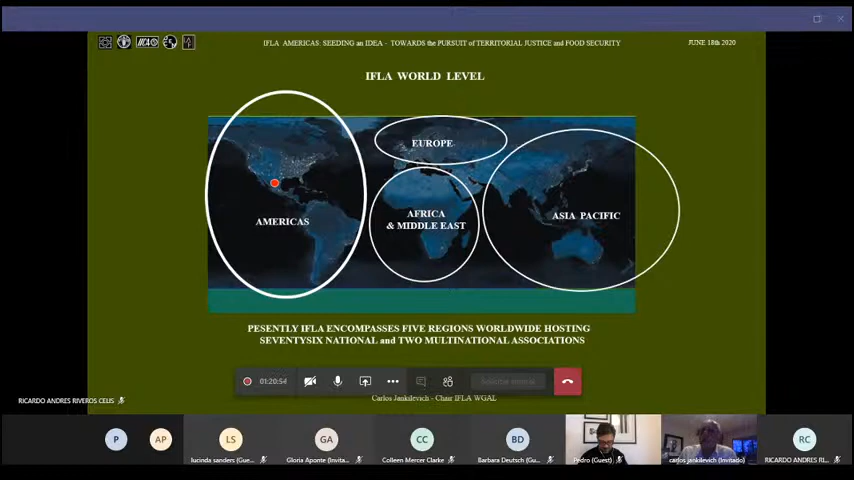 IICA
IFLA AMERICAS: SEEDING an IDEA - TOWARDS the PURSUIT of TERRITORIAL JUSTICE and FOOD SECURITY
JUNE 18th 2020
IFLA WORLD LEVEL
EUROPE
AMERICAS
AFRICA
& MIDDLE EAST
ASIA PACIFIC
PESENTLY IFLA ENCOMPASSES FIVE REGIONS WORLDWIDE HOSTING
SEVENTYSIX NATIONAL and TWO MULTINATIONAL ASSOCIATIONS
01:20:54
Carlos Jankilevich - Chair IFLA WGAL
RICARDO ANDRES RIVEROS CELIS
P
AP
LS
GA
CC
BD
RC
lucinda sanders (Gue...
Gloria Aponte (Invita...
Colleen Mercer Clarke
Barbara Deutsch (Gu...
Pedro (Guest)
carlos jankilevich (Invitado)
RICARDO ANDRES RI...